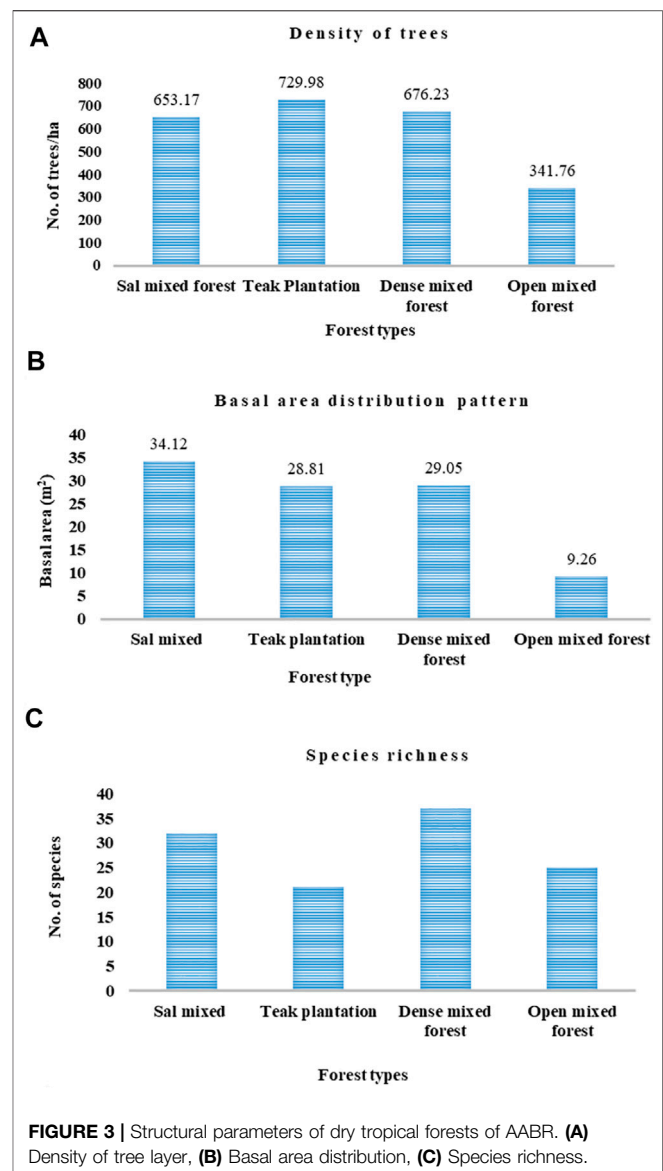 A
Density of trees
No. of trees/ha
800
700
600
500
400
300
200
100
0
653.17
729.98
676.23
341.76
Sal mixed forest Teak Plantation Dense mixed forest Open mixed forest
Forest types
B
Basal area distribution pattern
Basal area (m²)
40
35
30
25
20
15
10
5
0
34.12
28.81
29.05
9.26
Sal mixed Teak plantation Dense mixed forest Open mixed forest
Forest type
C
Species richness
No. of species
40
35
30
25
20
15
10
5
0
Sal mixed Teak plantation Dense mixed forest Open mixed forest
Forest types
FIGURE 3 | Structural parameters of dry tropical forests of AABR. (A)
Density of tree layer, (B) Basal area distribution, (C) Species richness.